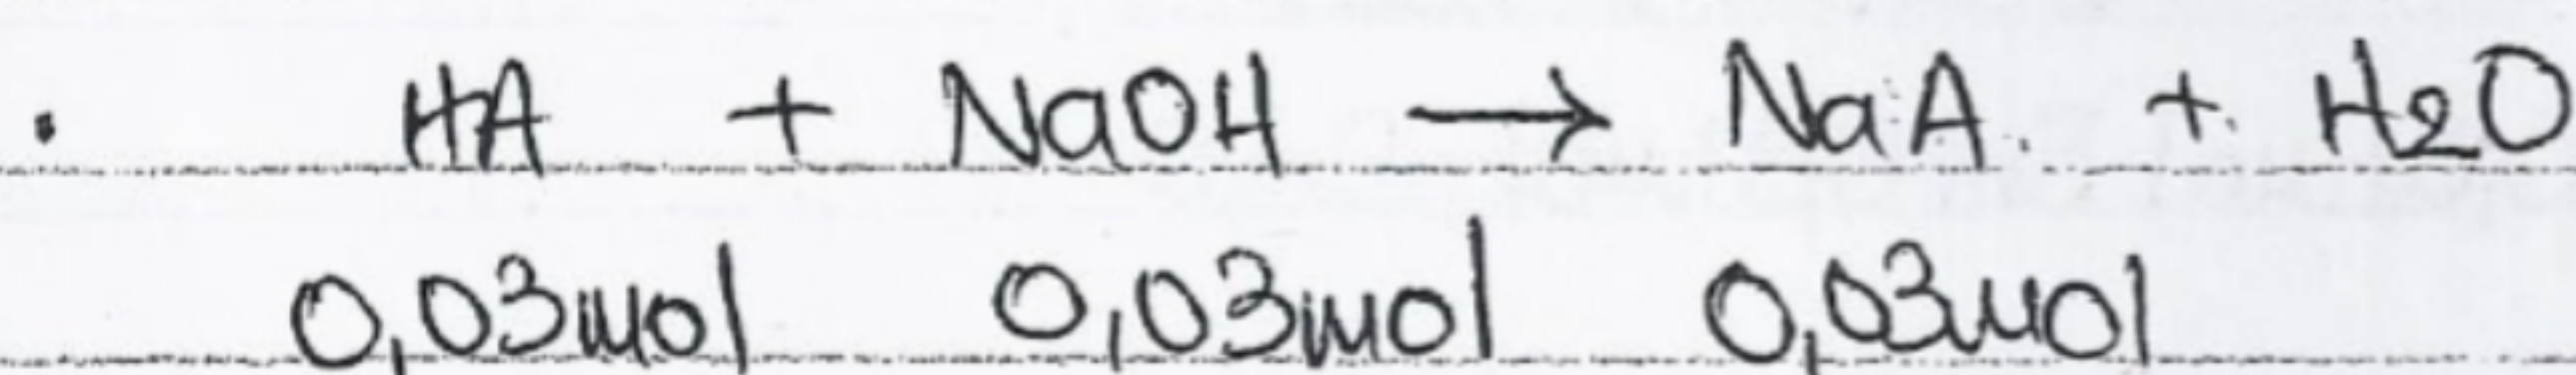 . HA + NaOH → NaA + H2O
0,03mol 0,03mol 0,03mol